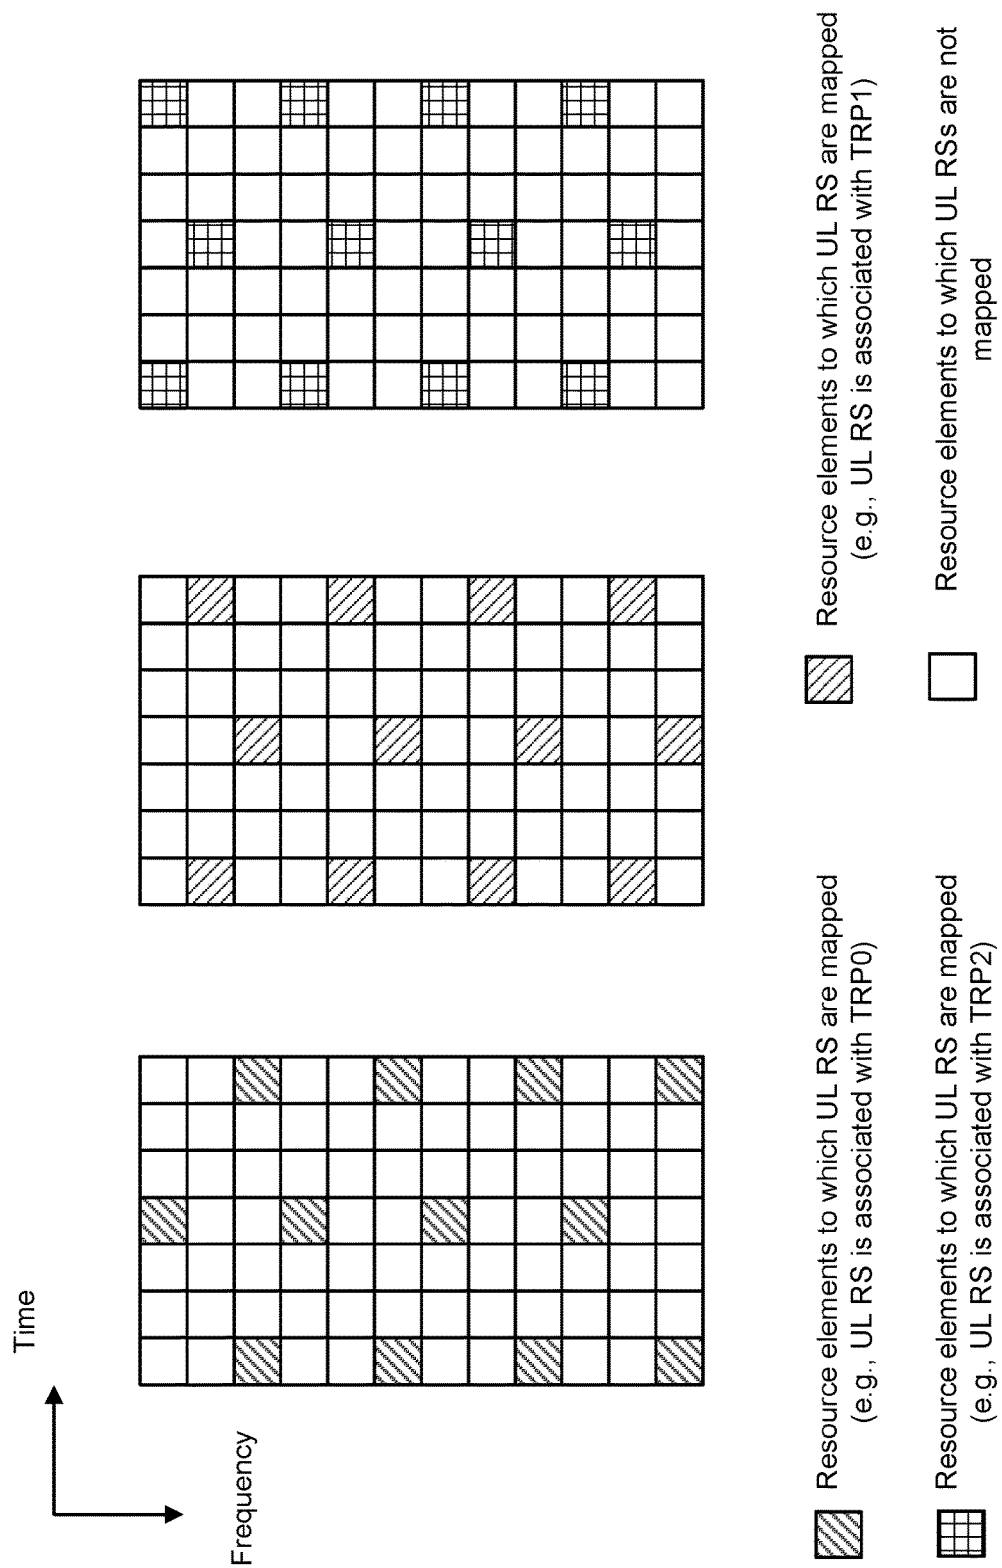 Time
Frequency
Resource elements to which UL RS are mapped
(e.g., UL RS is associated with TRP0)
Resource elements to which UL RS are mapped
(e.g., UL RS is associated with TRP1)
Resource elements to which UL RS are mapped
(e.g., UL RS is associated with TRP2)
Resource elements to which UL RSs are not
mapped